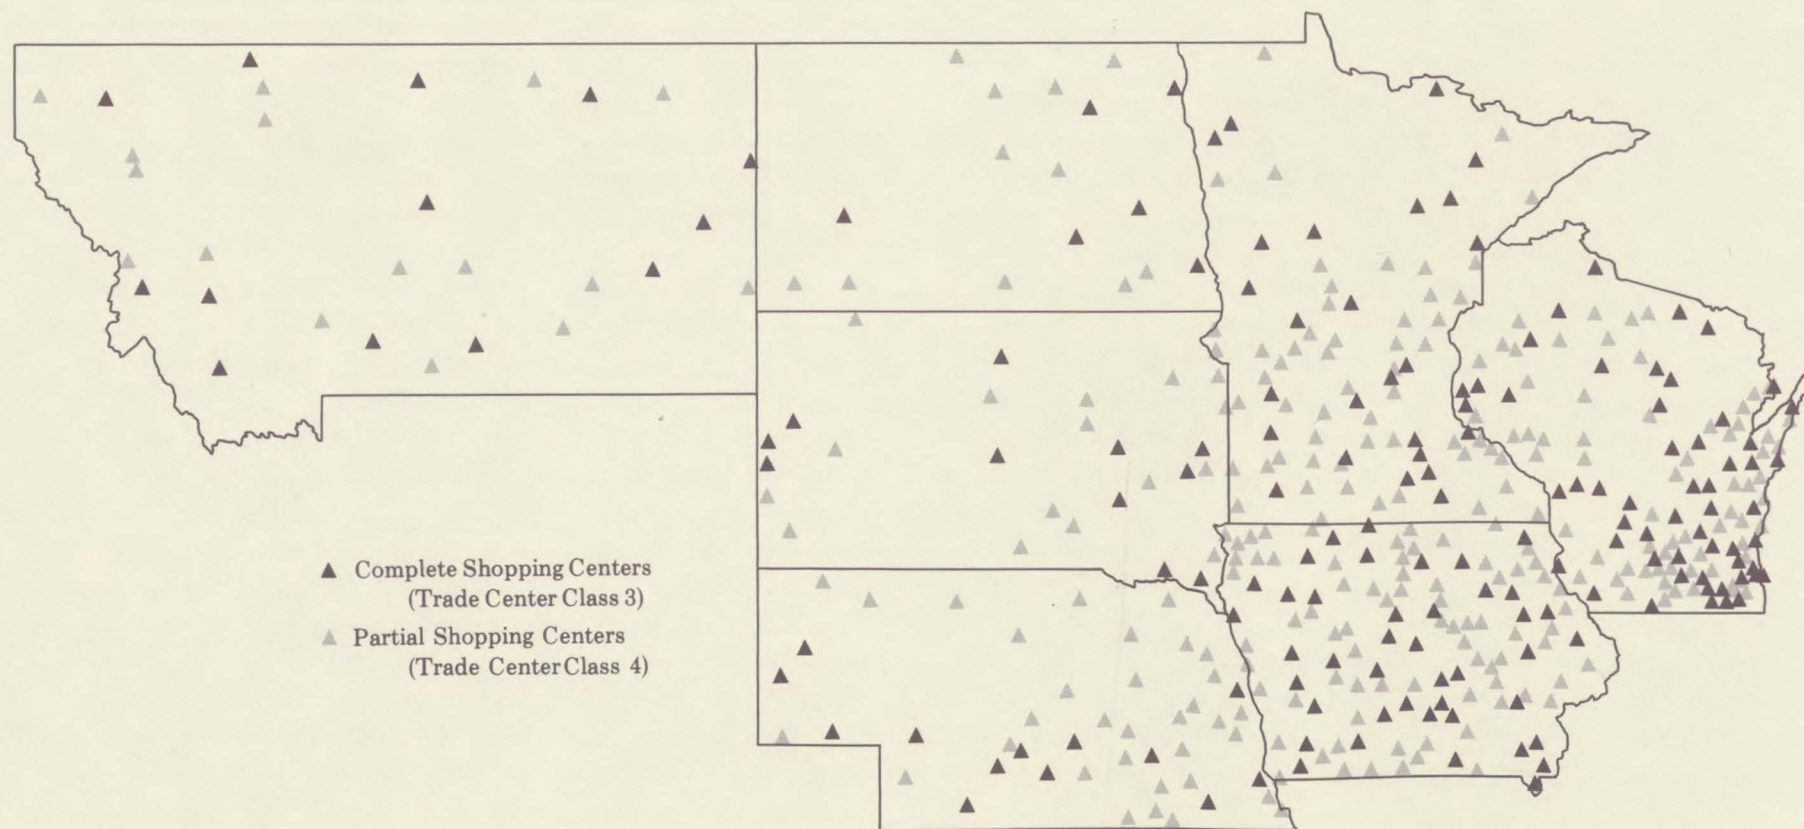 Complete Shopping Centers
(Trade Center Class 3)
Partial Shopping Centers
(Trade Center Class 4)